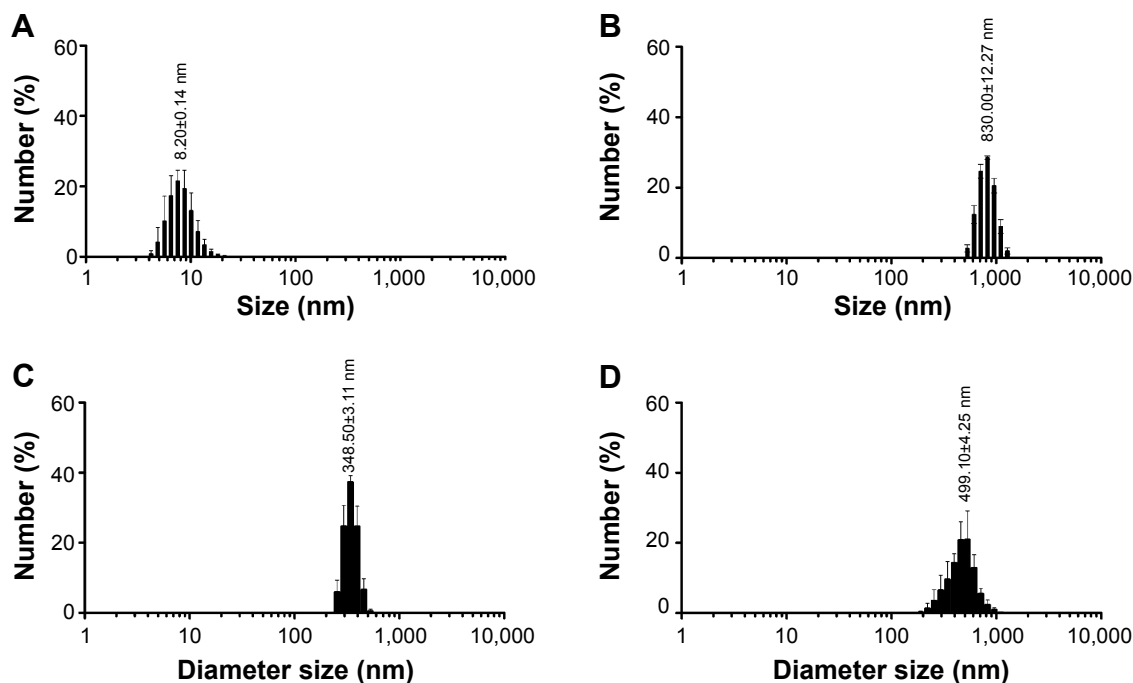 A
60
40
20
0
Number (%)
8.20±0.14 nm
1 10 100 1,000 10,000
Size (nm)
B
60
40
20
0
Number (%)
830.00±12.27 nm
1 10 100 1,000 10,000
Size (nm)
C
60
40
20
0
Number (%)
348.50±3.11 nm
1 10 100 1,000 10,000
Diameter size (nm)
D
60
40
20
0
Number (%)
499.10±4.25 nm
1 10 100 1,000 10,000
Diameter size (nm)